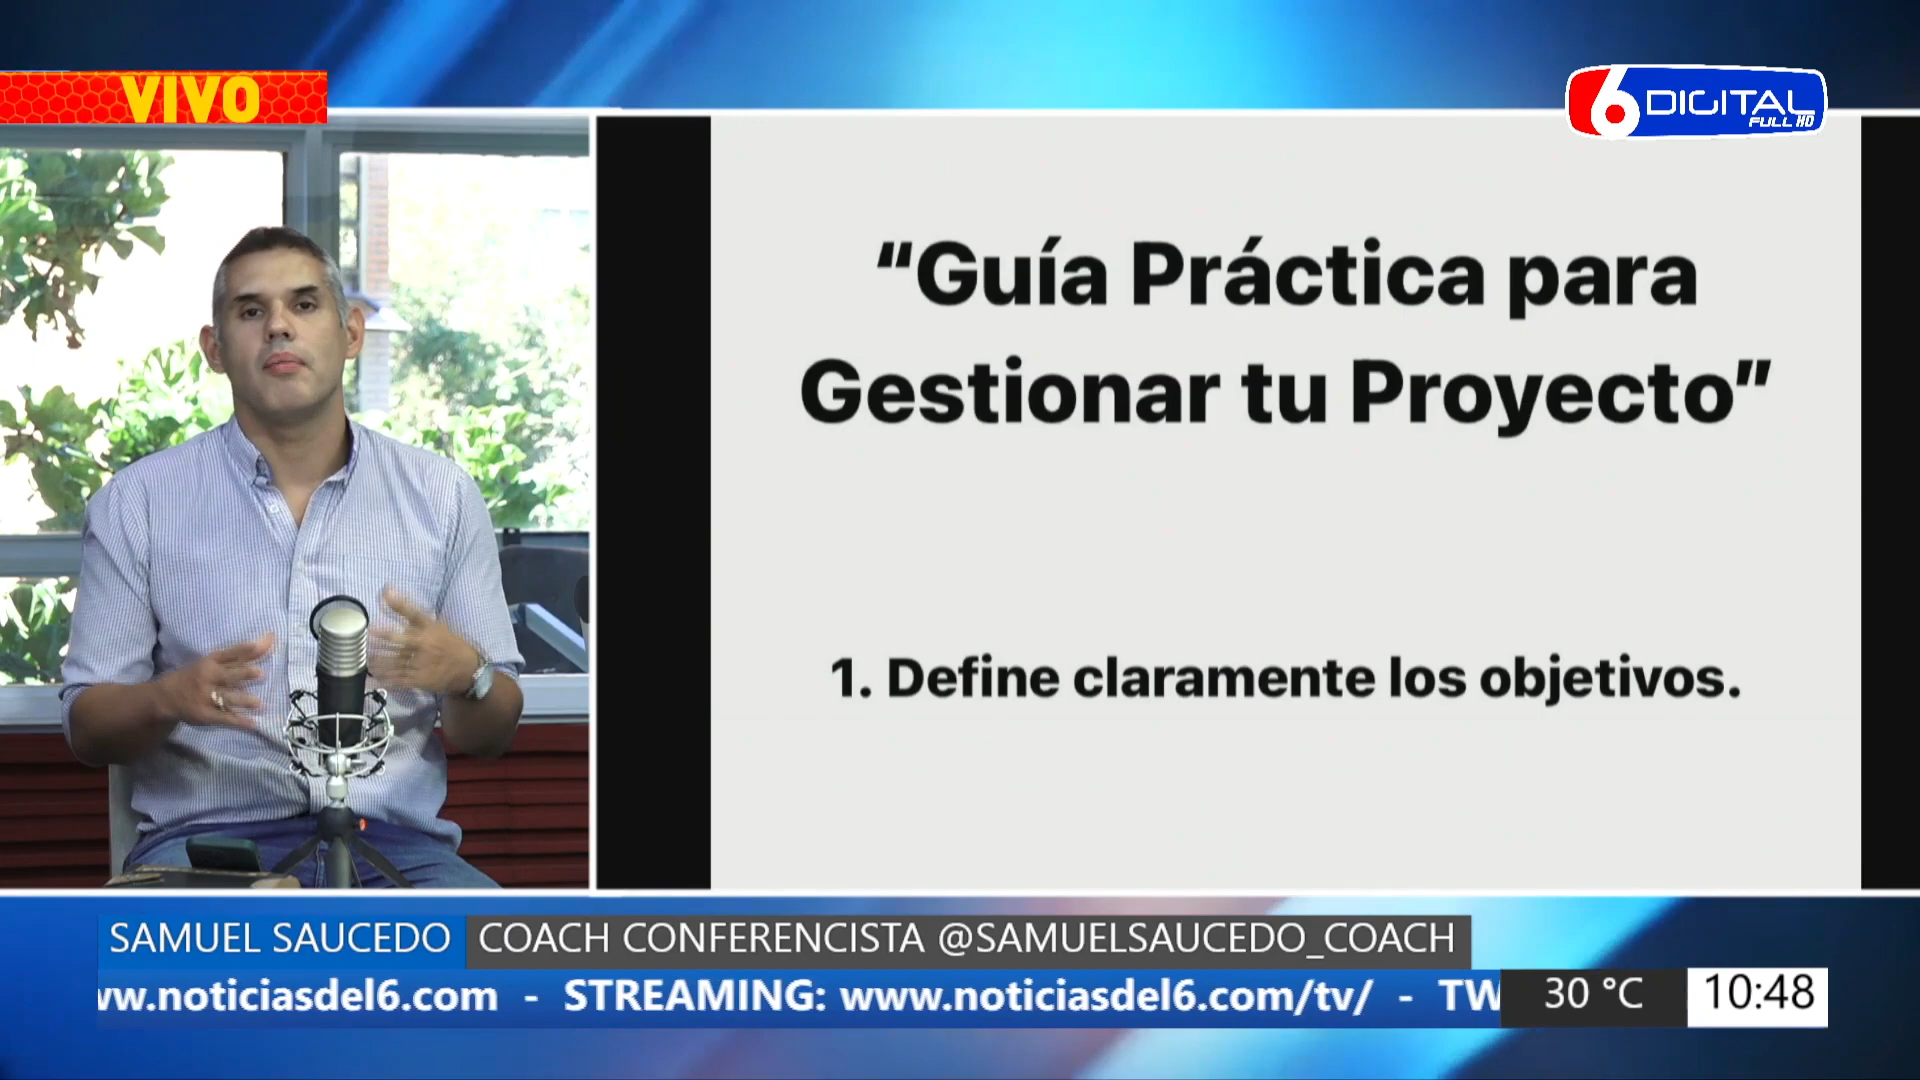 VIVO
6 DIGITAL
FULL HD
“Guía Práctica para
Gestionar tu Proyecto”
1. Define claramente los objetivos.
SAMUEL SAUCEDO COACH CONFERENCISTA @SAMUELSAUCEDO_COACH
w.noticiasdel6.com - STREAMING: www.noticiasdel6.com/tv/ - TW
30 °C 10:48